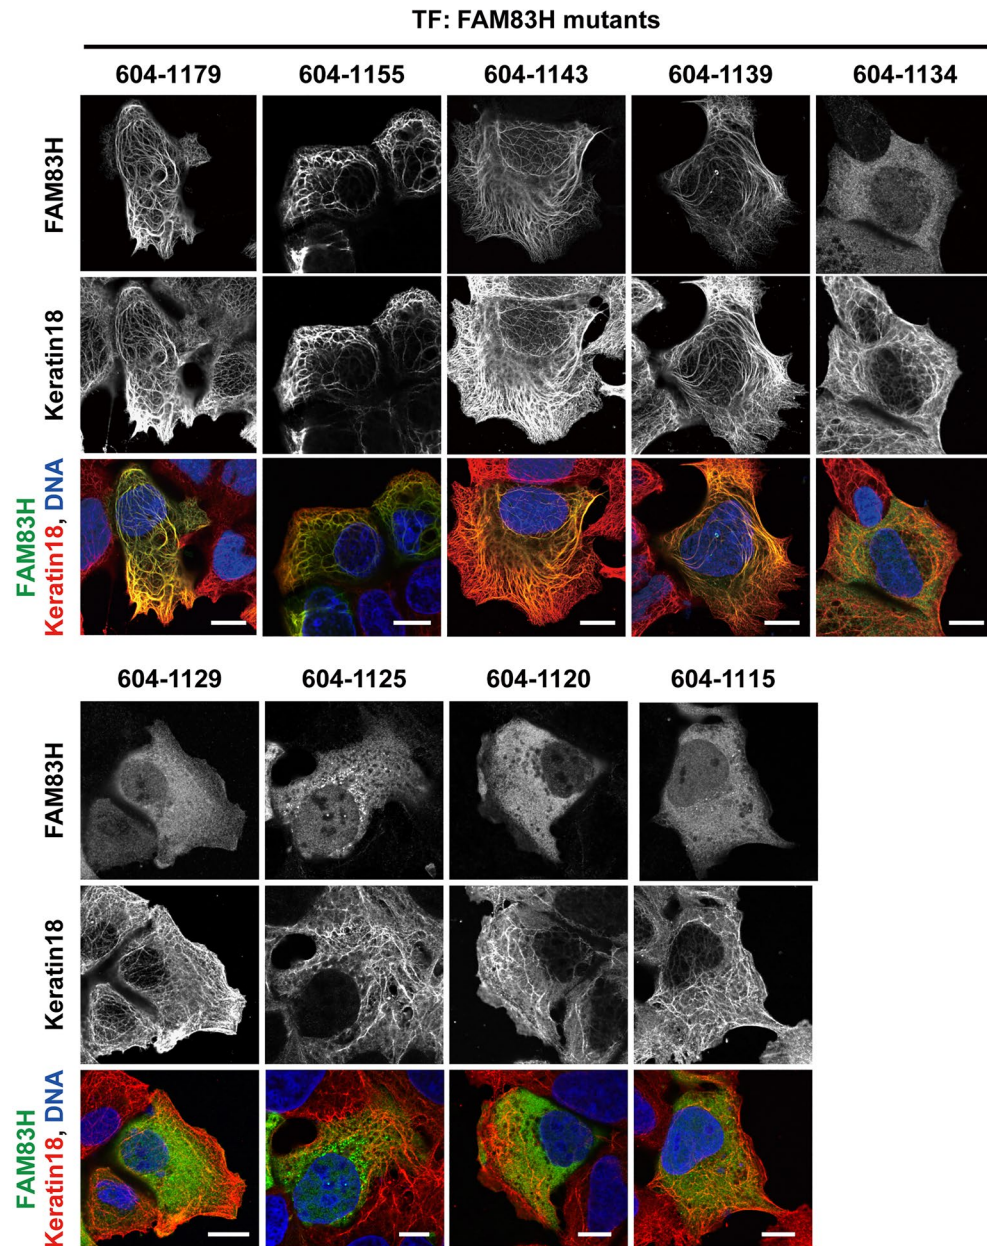 TF: FAM83H mutants
604-1179 604-1155 604-1143 604-1139 604-1134
FAM83H
Keratin18
FAM83H
Keratin18, DNA
604-1129 604-1125 604-1120 604-1115
FAM83H
Keratin18
FAM83H
Keratin18, DNA